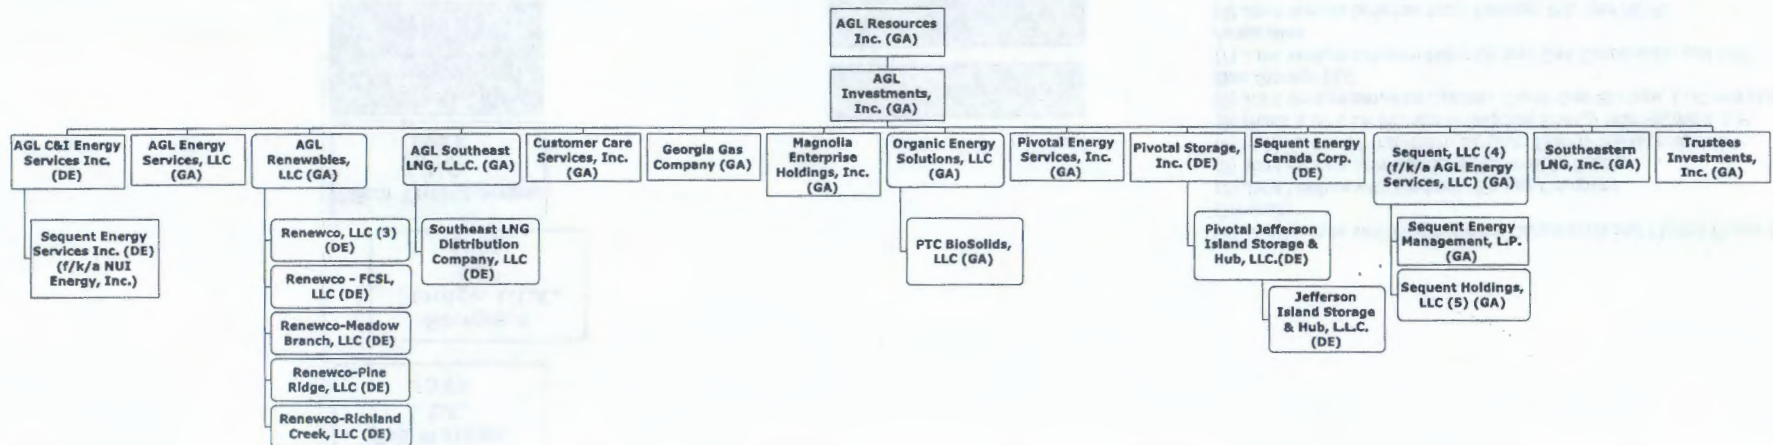 AGL Resources
Inc. (GA)
AGL
Investments,
Inc. (GA)
AGL C&I Energy
Services Inc.
(DE)
AGL Energy
Services, LLC
(GA)
AGL
Renewables,
LLC (GA)
AGL Southeast
LNG, L.L.C. (GA)
Customer Care
Services, Inc.
(GA)
Georgia Gas
Company (GA)
Magnolia
Enterprise
Holdings, Inc.
(GA)
Organic Energy
Solutions, LLC
(GA)
Pivotal Energy
Services, Inc.
(GA)
Pivotal Storage,
Inc. (DE)
Sequent Energy
Canada Corp.
(DE)
Sequent, LLC (4)
(f/k/a AGL Energy
Services, LLC) (GA)
Southeastern
LNG, Inc. (GA)
Trustees
Investments,
Inc. (GA)
Sequent Energy
Services Inc. (DE)
(f/k/a NUI
Energy, Inc.)
Renewco, LLC (3)
(DE)
Renewco - FCSL,
LLC (DE)
Renewco-Meadow
Branch, LLC (DE)
Renewco-Pine
Ridge, LLC (DE)
Renewco-Richland
Creek, LLC (DE)
Southeast LNG
Distribution
Company, LLC
(DE)
PTC BioSolids,
LLC (GA)
Pivotal Jefferson
Island Storage &
Hub, LLC.(DE)
Jefferson
Island Storage
& Hub, L.L.C.
(DE)
Sequent Energy
Management, L.P.
(GA)
Sequent Holdings,
LLC (5) (GA)